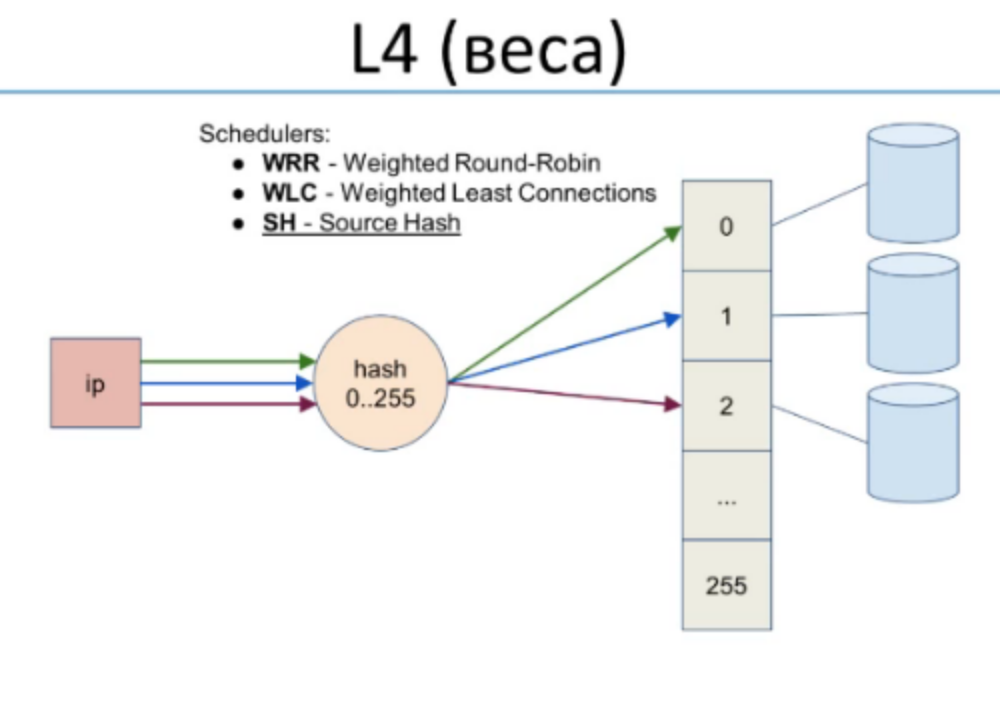 L4 (веса)
Schedulers:
● WRR - Weighted Round-Robin
● WLC - Weighted Least Connections
● SH - Source Hash
ip
hash
0..255
0
1
2
...
255